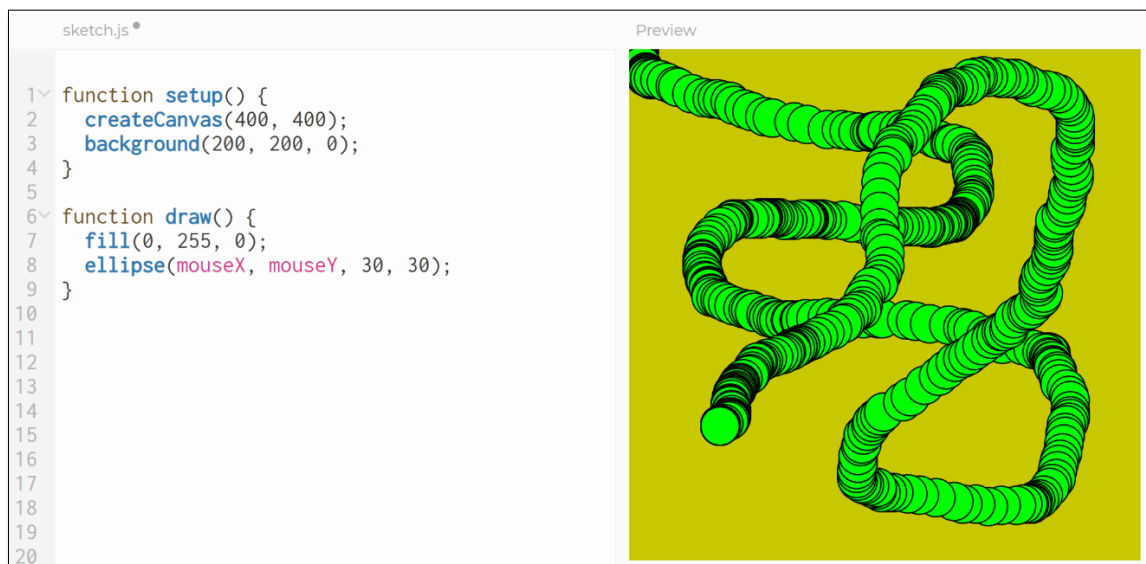 sketch.js
Preview
1 function setup() {
2   createCanvas(400, 400);
3   background(200, 200, 0);
4 }
5
6 function draw() {
7   fill(0, 255, 0);
8   ellipse(mouseX, mouseY, 30, 30);
9 }
10
11
12
13
14
15
16
17
18
19
20